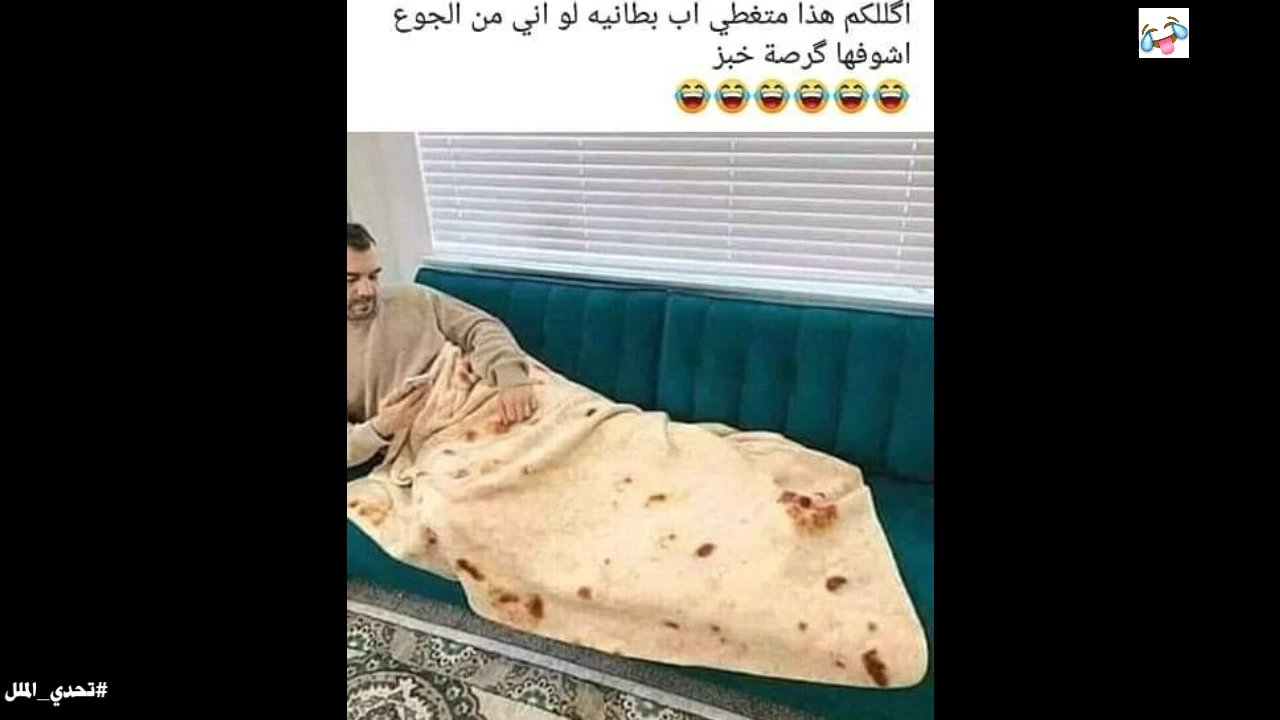 اگللكم هذا متغطي اب بطانيه لو اني من الجوع
اشوفها گرصة خبز
😂😂😂😂😂😂
#تحدي_الملل